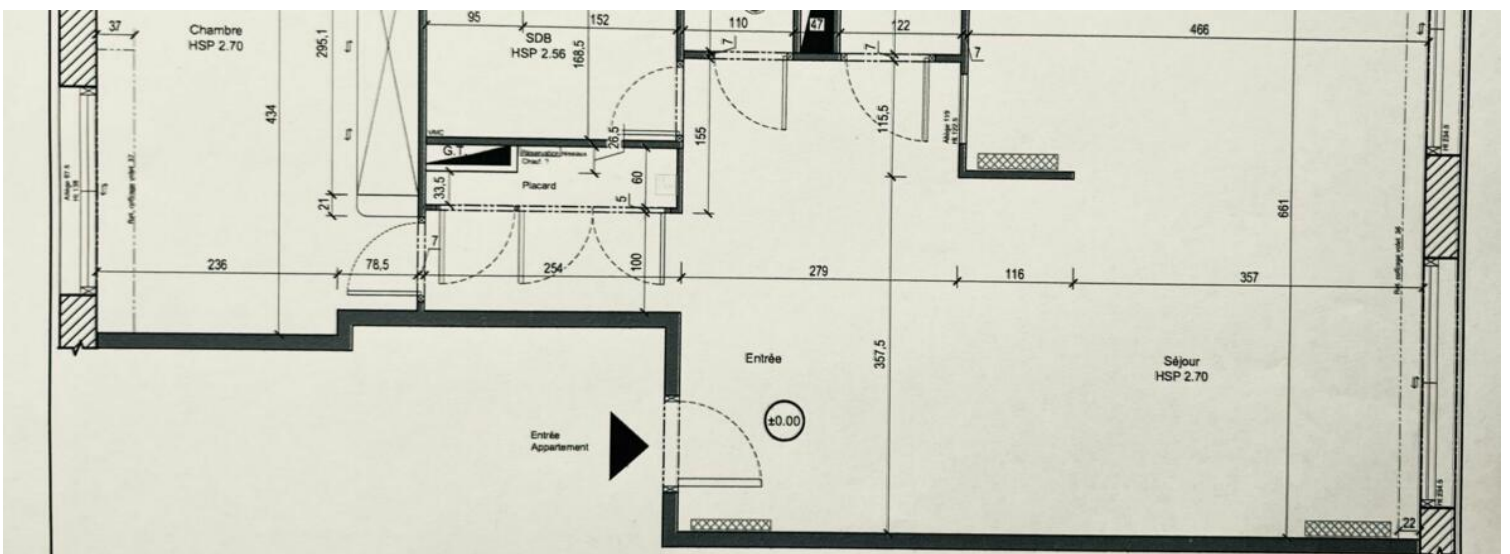 37
Chambre
HSP 2.70
295,1
434
21
236
78,5
7
95
152
SDB
HSP 2.56
168,5
VMC
26,5
G.T.
Placard
33,5
60
5
254
100
110
47
122
7
7
155
115,5
7
466
279
116
357
661
357,5
Entrée
±0.00
Séjour
HSP 2.70
Entrée
Appartement
22